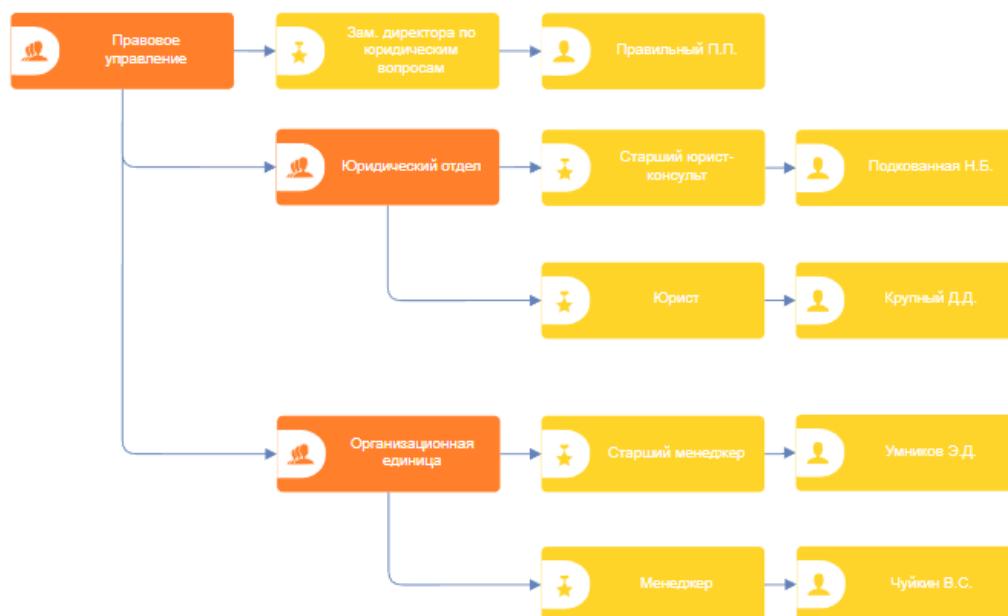 Правовое
управление
Зам. директора по
юридическим
вопросам
Правильный П.П.
Юридический отдел
Старший юрист-
консульт
Подкованная Н.Б.
Юрист
Крупный Д.Д.
Организационная
единица
Старший менеджер
Умников Э.Д.
Менеджер
Чуйкин В.С.